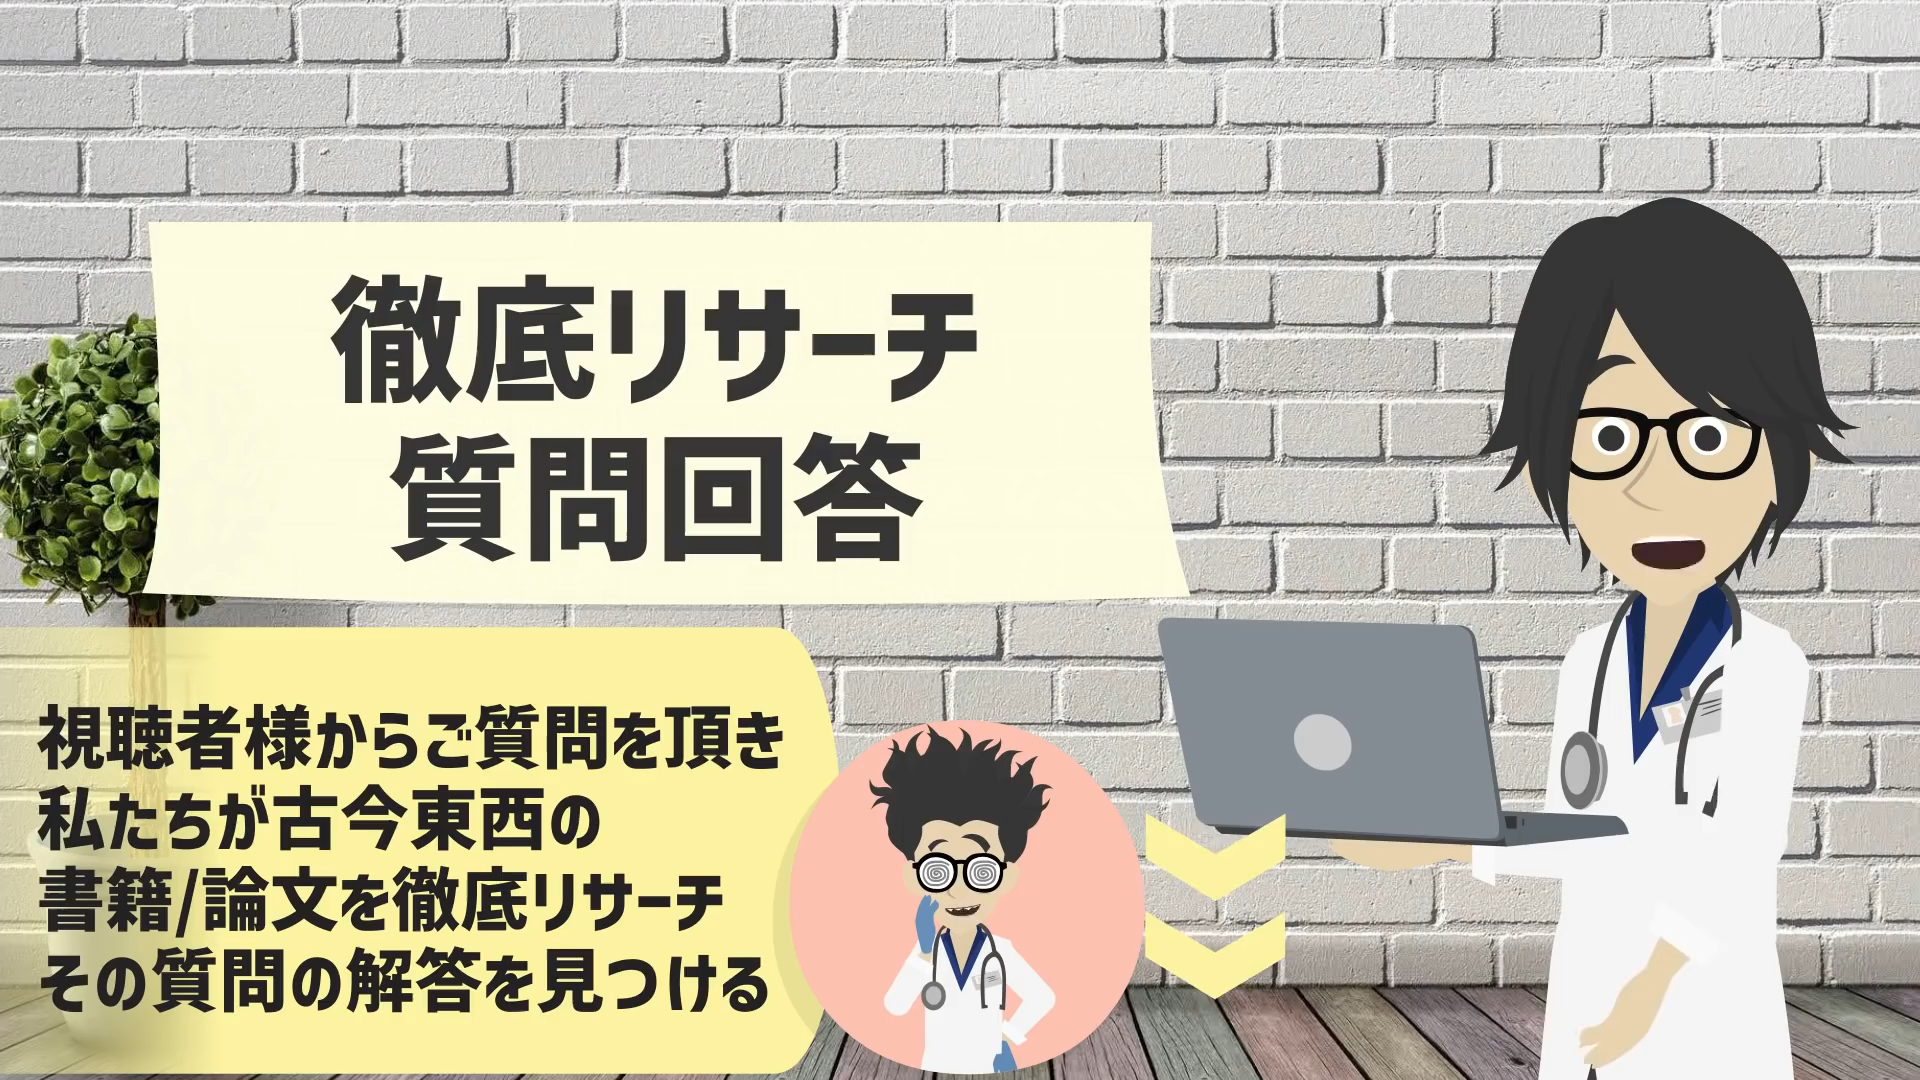 徹底リサーチ
質問回答
視聴者様からご質問を頂き
私たちが古今東西の
書籍/論文を徹底リサーチ
その質問の解答を見つける